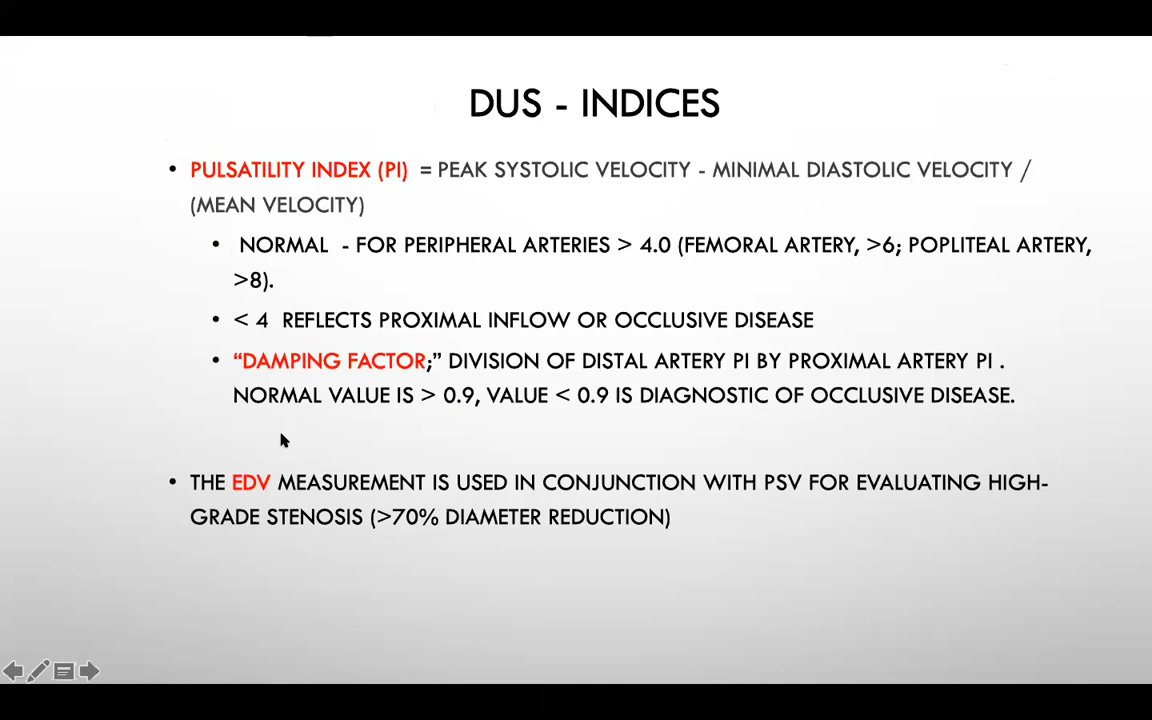 DUS - INDICES
• PULSATILITY INDEX (PI) = PEAK SYSTOLIC VELOCITY - MINIMAL DIASTOLIC VELOCITY /
(MEAN VELOCITY)
• NORMAL - FOR PERIPHERAL ARTERIES > 4.0 (FEMORAL ARTERY, >6; POPLITEAL ARTERY,
>8).
• < 4 REFLECTS PROXIMAL INFLOW OR OCCLUSIVE DISEASE
• “DAMPING FACTOR;” DIVISION OF DISTAL ARTERY PI BY PROXIMAL ARTERY PI .
NORMAL VALUE IS > 0.9, VALUE < 0.9 IS DIAGNOSTIC OF OCCLUSIVE DISEASE.
• THE EDV MEASUREMENT IS USED IN CONJUNCTION WITH PSV FOR EVALUATING HIGH-
GRADE STENOSIS (>70% DIAMETER REDUCTION)